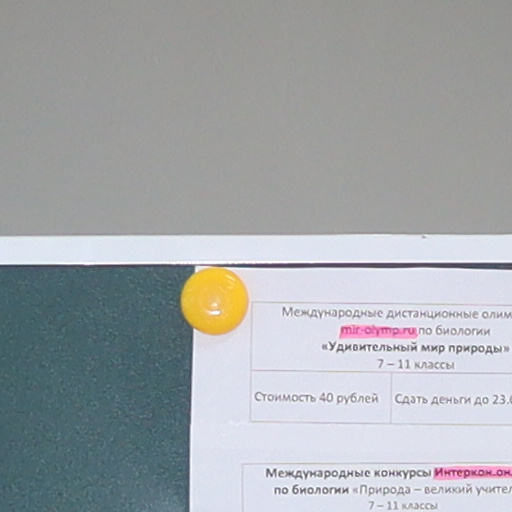 Международные дистанционные олим
mir-olymp.ru по биологии
«Удивительный мир природы»
7 – 11 классы
Стоимость 40 рублей Сдать деньги до 23.
Международные конкурсы Интеркон.он
по биологии «Природа – великий учител
7 – 11 классы